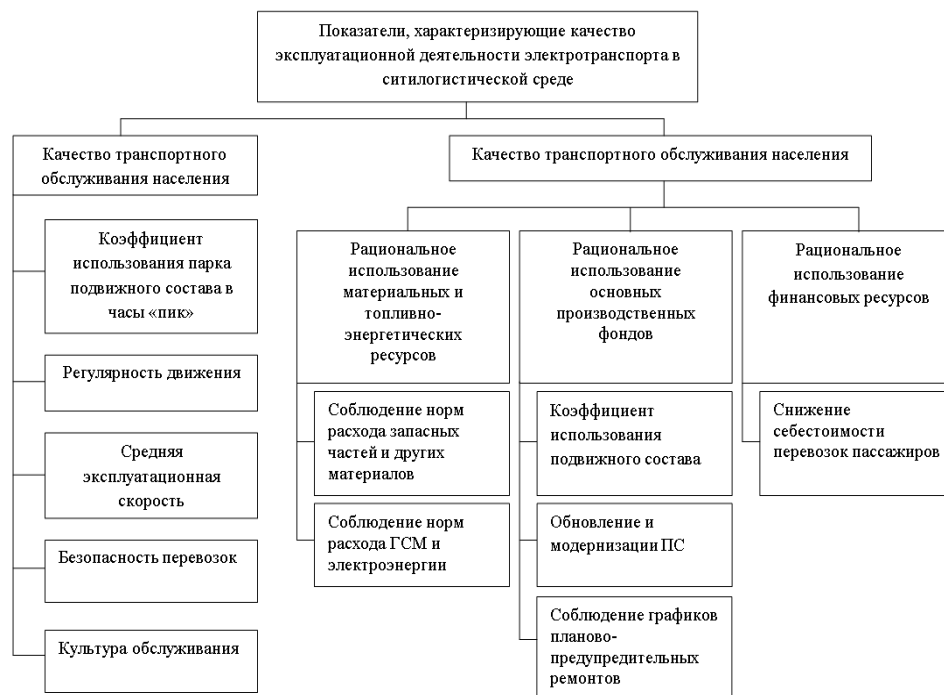 Показатели, характеризирующие качество
эксплуатационной деятельности электротранспорта в
ситилогистической среде
Качество транспортного
обслуживания населения
Коэффициент
использования парка
подвижного состава в
часы «пик»
Регулярность движения
Средняя
эксплуатационная
скорость
Безопасность перевозок
Культура обслуживания
Качество транспортного обслуживания населения
Рациональное
использование
материальных и
топливно-
энергетических
ресурсов
Соблюдение норм
расхода запасных
частей и других
материалов
Соблюдение норм
расхода ГСМ и
электроэнергии
Рациональное
использование
основных
производственных
фондов
Коэффициент
использования
подвижного состава
Обновление и
модернизации ПС
Соблюдение графиков
планово-
предупредительных
ремонтов
Рациональное
использование
финансовых ресурсов
Снижение
себестоимости
перевозок пассажиров